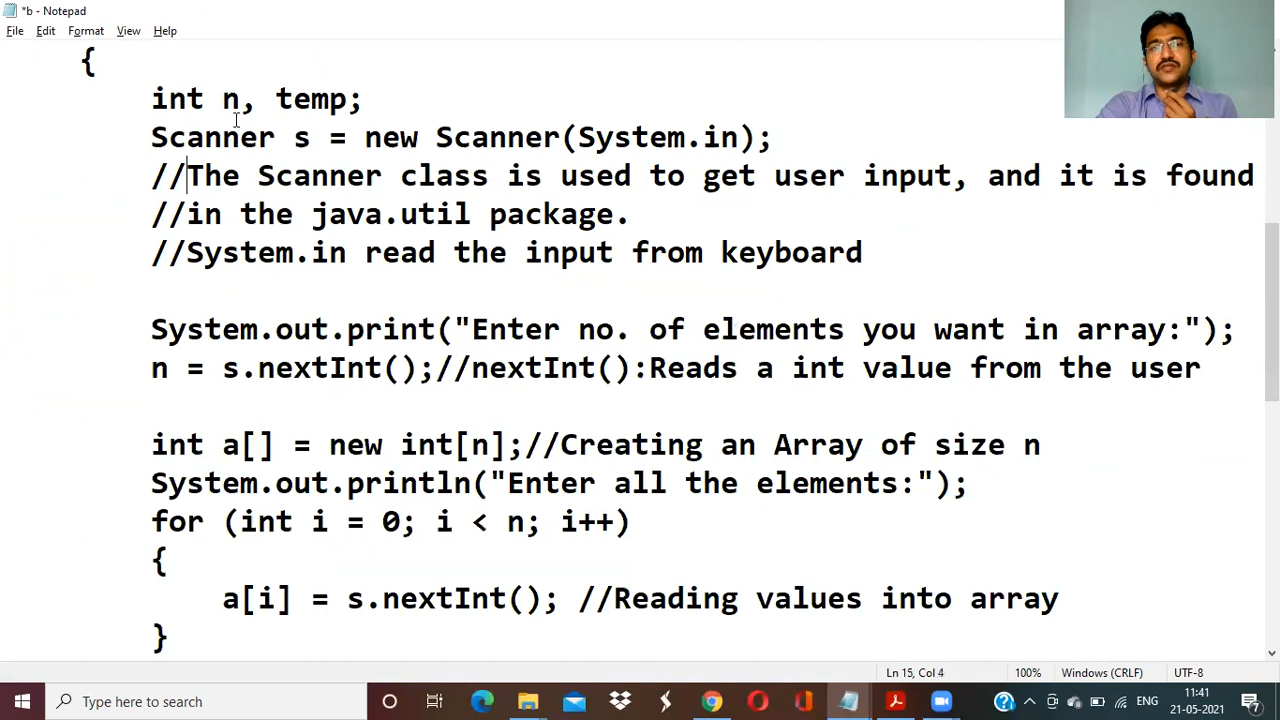 *b - Notepad
File Edit Format View Help
{
int n, temp;
Scanner s = new Scanner(System.in);
//The Scanner class is used to get user input, and it is found
//in the java.util package.
//System.in read the input from keyboard
System.out.print("Enter no. of elements you want in array:");
n = s.nextInt();//nextInt():Reads a int value from the user
int a[] = new int[n];//Creating an Array of size n
System.out.println("Enter all the elements:");
for (int i = 0; i < n; i++)
{
a[i] = s.nextInt(); //Reading values into array
}
Ln 15, Col 4 100% Windows (CRLF) UTF-8
Type here to search
ENG
11:41
21-05-2021
7